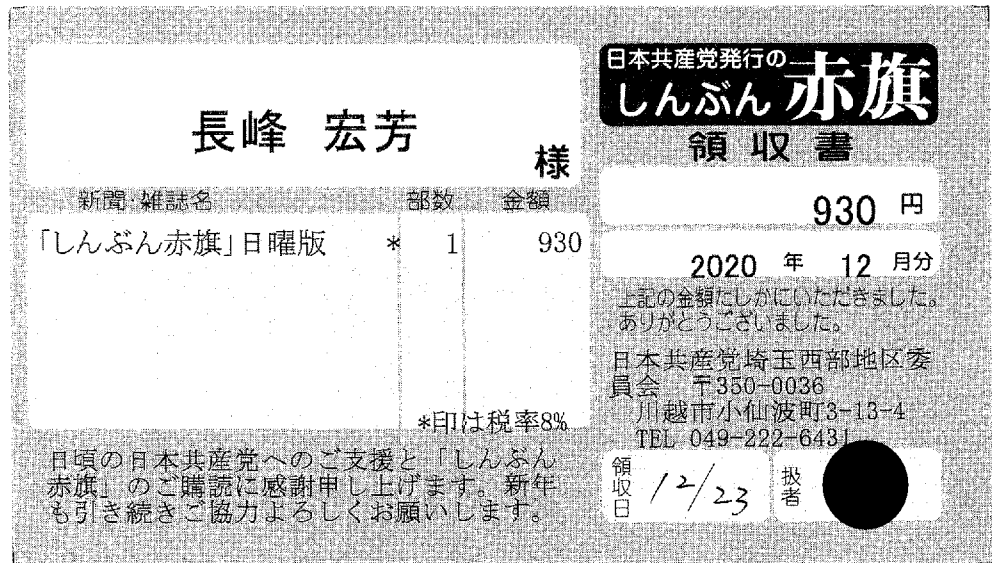 長峰 宏芳
様
新聞・雑誌名 部数 金額
「しんぶん赤旗」日曜版 * 1 930
*印は税率8%
日頃の日本共産党へのご支援と「しんぶん
赤旗」のご購読に感謝申し上げます。新年
も引き続きご協力よろしくお願いします。
日本共産党発行の
しんぶん赤旗
領収書
930 円
2020 年 12 月分
上記の金額たしかにいただきました。
ありがとうございました。
日本共産党埼玉西部地区委
員会 〒350-0036
川越市小仙波町3-13-4
TEL 049-222-6431
領収日 12/23 扱者